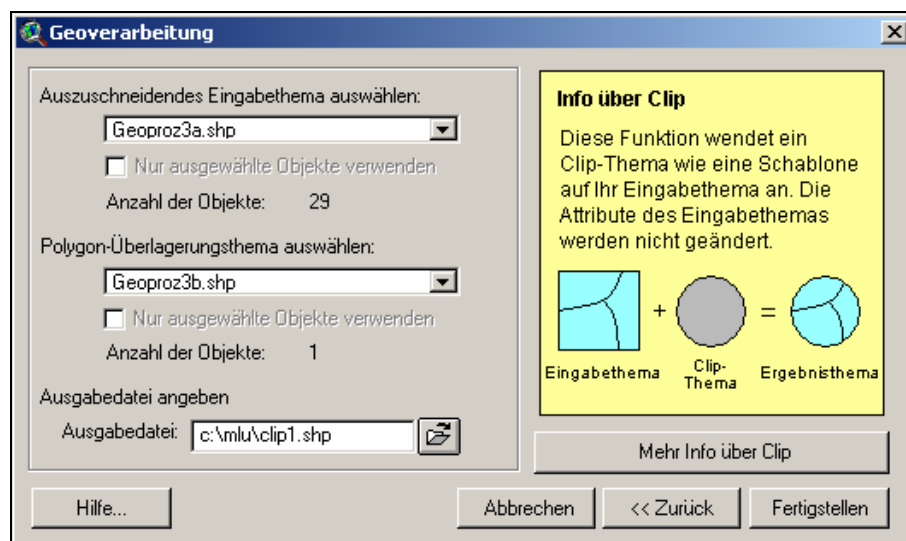 Geoverarbeitung
Auszuschneidendes Eingabethema auswählen:
Geoproz3a.shp
Nur ausgewählte Objekte verwenden
Anzahl der Objekte: 29
Polygon-Überlagerungsthema auswählen:
Geoproz3b.shp
Nur ausgewählte Objekte verwenden
Anzahl der Objekte: 1
Ausgabedatei angeben
Ausgabedatei: c:\mlu\clip1.shp
Info über Clip
Diese Funktion wendet ein
Clip-Thema wie eine Schablone
auf Ihr Eingabethema an. Die
Attribute des Eingabethemas
werden nicht geändert.
+ =
Eingabethema
Clip-
Thema
Ergebnisthema
Mehr Info über Clip
Hilfe...
Abbrechen
<< Zurück
Fertigstellen